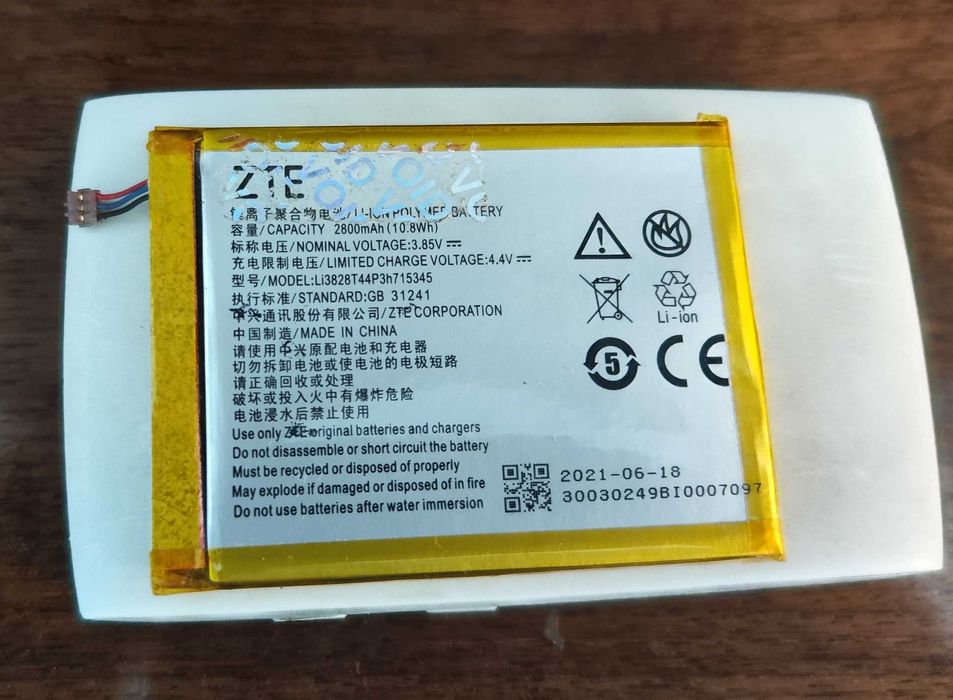 ZTE
锂离子聚合物电池/LI-ION POLYMER BATTERY
容量/CAPACITY 2800mAh(10.8Wh)
标称电压/NOMINAL VOLTAGE:3.85V⎓
充电限制电压/LIMITED CHARGE VOLTAGE:4.4V⎓
型号/MODEL:Li3828T44P3h715345
执行标准/STANDARD:GB 31241
中兴通讯股份有限公司/ZTE CORPORATION
中国制造/MADE IN CHINA
请使用中兴原配电池和充电器
切勿拆卸电池或使电池的电极短路
请正确回收或处理
破坏或投入火中有爆炸危险
电池浸水后禁止使用
Use only ZTE original batteries and chargers
Do not disassemble or short circuit the battery
Must be recycled or disposed of properly
May explode if damaged or disposed of in fire
Do not use batteries after water immersion
Li-ion
5
CE
2021-06-18
30030249BI0007097